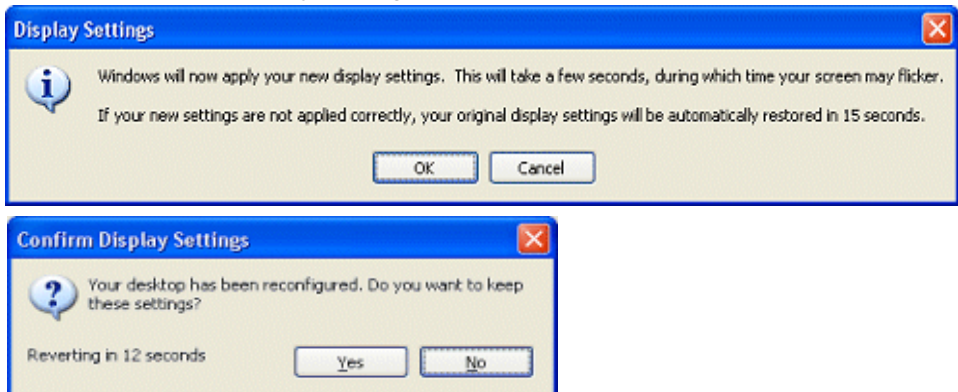 Display Settings
Windows will now apply your new display settings. This will take a few seconds, during which time your screen may flicker.
If your new settings are not applied correctly, your original display settings will be automatically restored in 15 seconds.
OK Cancel
Confirm Display Settings
Your desktop has been reconfigured. Do you want to keep
these settings?
Reverting in 12 seconds
Yes No